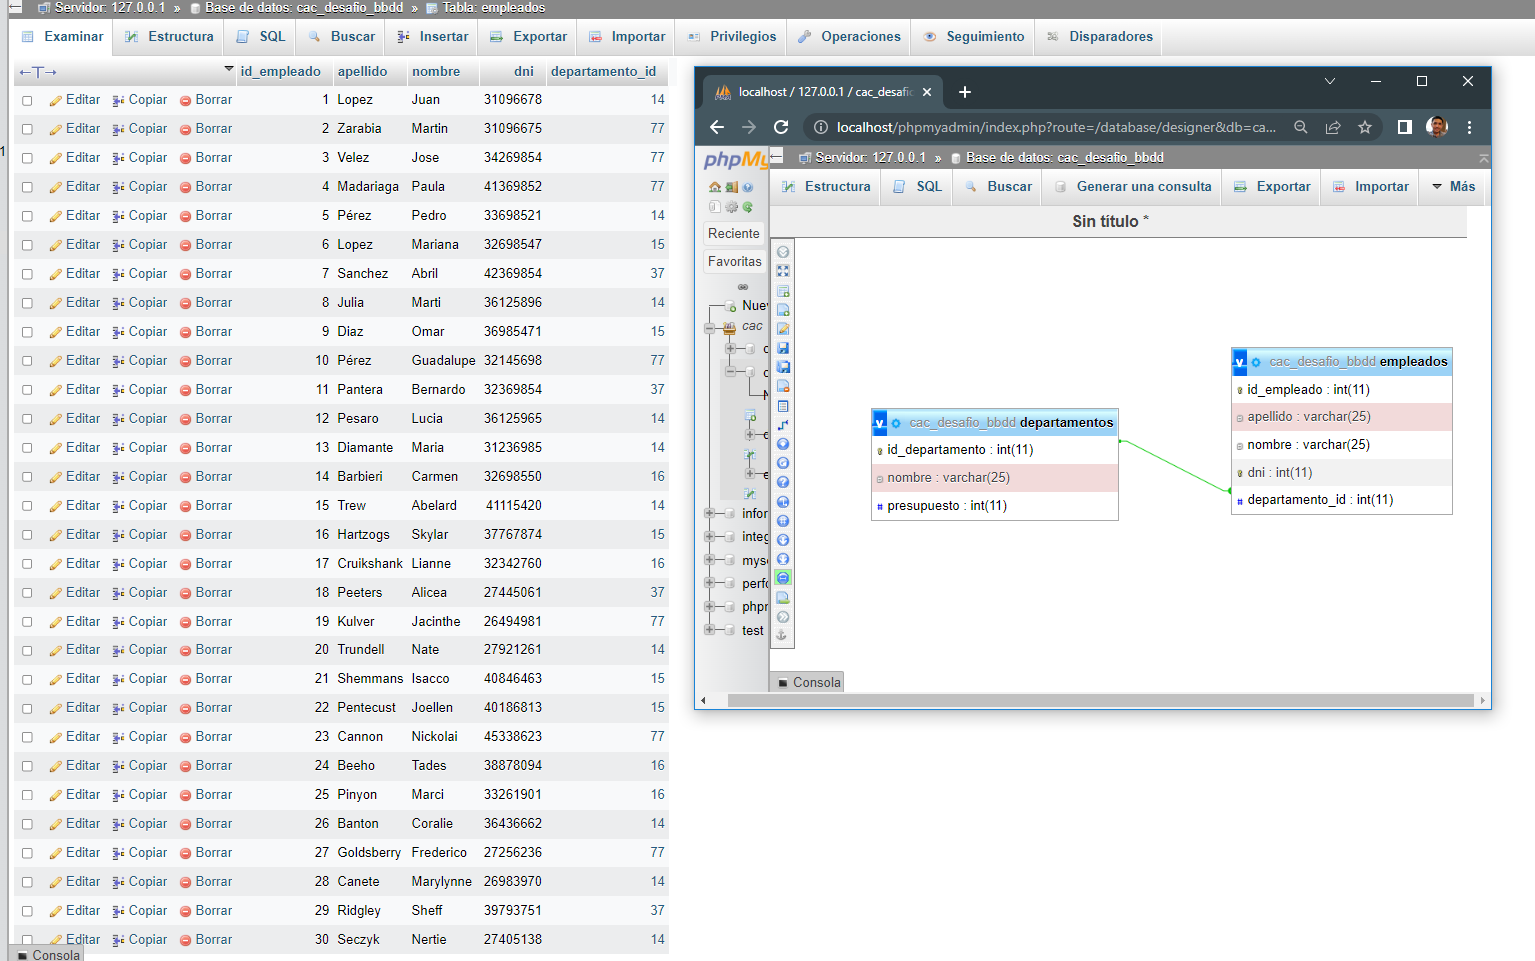 Servidor: 127.0.0.1 » Base de datos: cac_desafio_bbdd » Tabla: empleados
Examinar Estructura SQL Buscar Insertar Exportar Importar Privilegios Operaciones Seguimiento Disparadores
←T→ id_empleado apellido nombre dni departamento_id
Editar Copiar Borrar 1 Lopez Juan 31096678 14
Editar Copiar Borrar 2 Zarabia Martin 31096675 77
Editar Copiar Borrar 3 Velez Jose 34269854 77
Editar Copiar Borrar 4 Madariaga Paula 41369852 77
Editar Copiar Borrar 5 Pérez Pedro 33698521 14
Editar Copiar Borrar 6 Lopez Mariana 32698547 15
Editar Copiar Borrar 7 Sanchez Abril 42369854 37
Editar Copiar Borrar 8 Julia Marti 36125896 14
Editar Copiar Borrar 9 Diaz Omar 36985471 15
Editar Copiar Borrar 10 Pérez Guadalupe 32145698 77
Editar Copiar Borrar 11 Pantera Bernardo 32369854 37
Editar Copiar Borrar 12 Pesaro Lucia 36125965 14
Editar Copiar Borrar 13 Diamante Maria 31236985 14
Editar Copiar Borrar 14 Barbieri Carmen 32698550 16
Editar Copiar Borrar 15 Trew Abelard 41115420 14
Editar Copiar Borrar 16 Hartzogs Skylar 37767874 15
Editar Copiar Borrar 17 Cruikshank Lianne 32342760 16
Editar Copiar Borrar 18 Peeters Alicea 27445061 37
Editar Copiar Borrar 19 Kulver Jacinthe 26494981 77
Editar Copiar Borrar 20 Trundell Nate 27921261 14
Editar Copiar Borrar 21 Shemmans Isacco 40846463 15
Editar Copiar Borrar 22 Pentecust Joellen 40186813 15
Editar Copiar Borrar 23 Cannon Nickolai 45338623 77
Editar Copiar Borrar 24 Beeho Tades 38878094 16
Editar Copiar Borrar 25 Pinyon Marci 33261901 16
Editar Copiar Borrar 26 Banton Coralie 36436662 14
Editar Copiar Borrar 27 Goldsberry Frederico 27256236 77
Editar Copiar Borrar 28 Canete Marylynne 26983970 14
Editar Copiar Borrar 29 Ridgley Sheff 39793751 37
Editar Copiar Borrar 30 Seczyk Nertie 27405138 14
Consola
1
localhost / 127.0.0.1 / cac_desafi
localhost/phpmyadmin/index.php?route=/database/designer&db=ca...
phpMy
Servidor: 127.0.0.1 » Base de datos: cac_desafio_bbdd
Estructura SQL Buscar Generar una consulta Exportar Importar Más
Sin título *
Reciente
Favoritas
Nuev
cac
c
c
N
d
e
infor
integ
myso
perfo
phpm
test
cac_desafio_bbdd departamentos
id_departamento : int(11)
nombre : varchar(25)
presupuesto : int(11)
cac_desafio_bbdd empleados
id_empleado : int(11)
apellido : varchar(25)
nombre : varchar(25)
dni : int(11)
departamento_id : int(11)
Consola